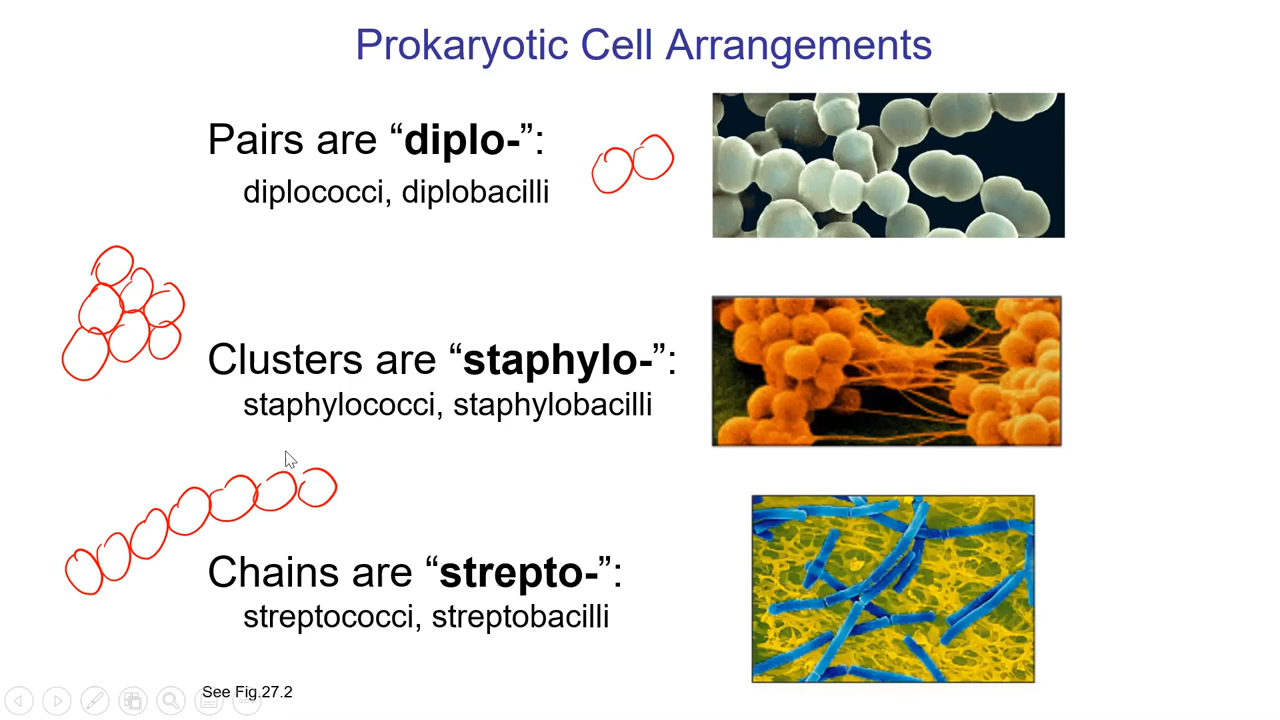 Prokaryotic Cell Arrangements
Pairs are “diplo-”:
diplococci, diplobacilli
Clusters are “staphylo-”:
staphylococci, staphylobacilli
Chains are “strepto-”:
streptococci, streptobacilli
See Fig.27.2